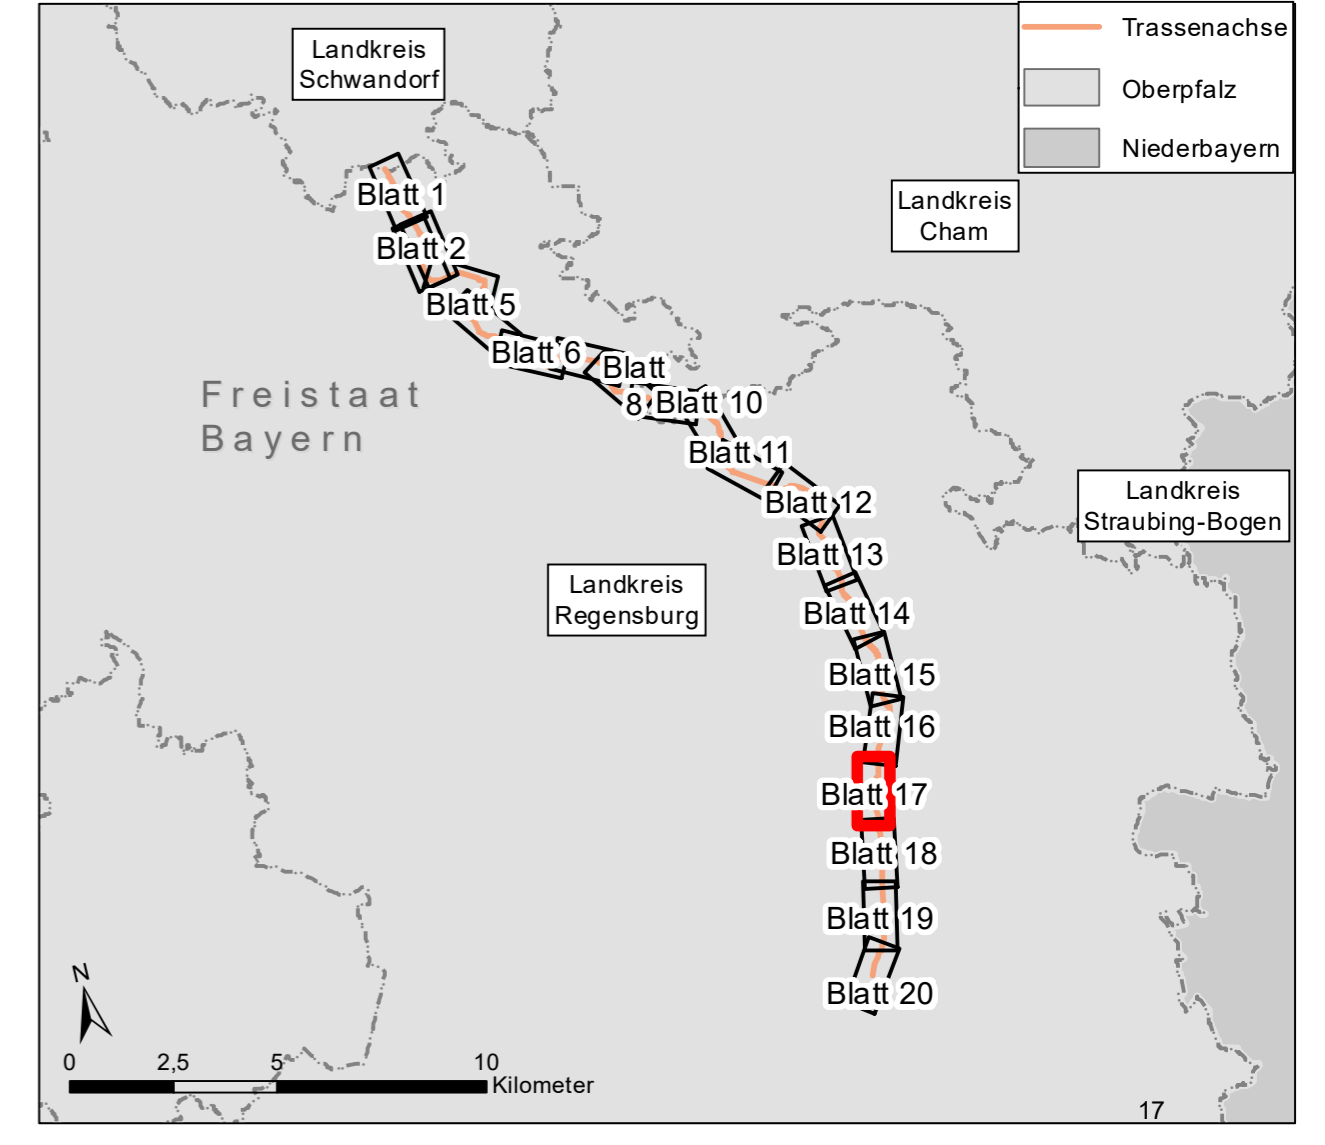 Trassenachse
Oberpfalz
Niederbayern
Landkreis
Schwandorf
Landkreis
Cham
Blatt 1
Blatt 2
Blatt 5
Blatt 6
Blatt
8
Blatt 10
Freistaat
Bayern
Blatt 11
Blatt 12
Landkreis
Straubing-Bogen
Blatt 13
Landkreis
Regensburg
Blatt 14
Blatt 15
Blatt 16
Blatt 17
Blatt 18
Blatt 19
Blatt 20
N
0 2,5 5 10
Kilometer
17